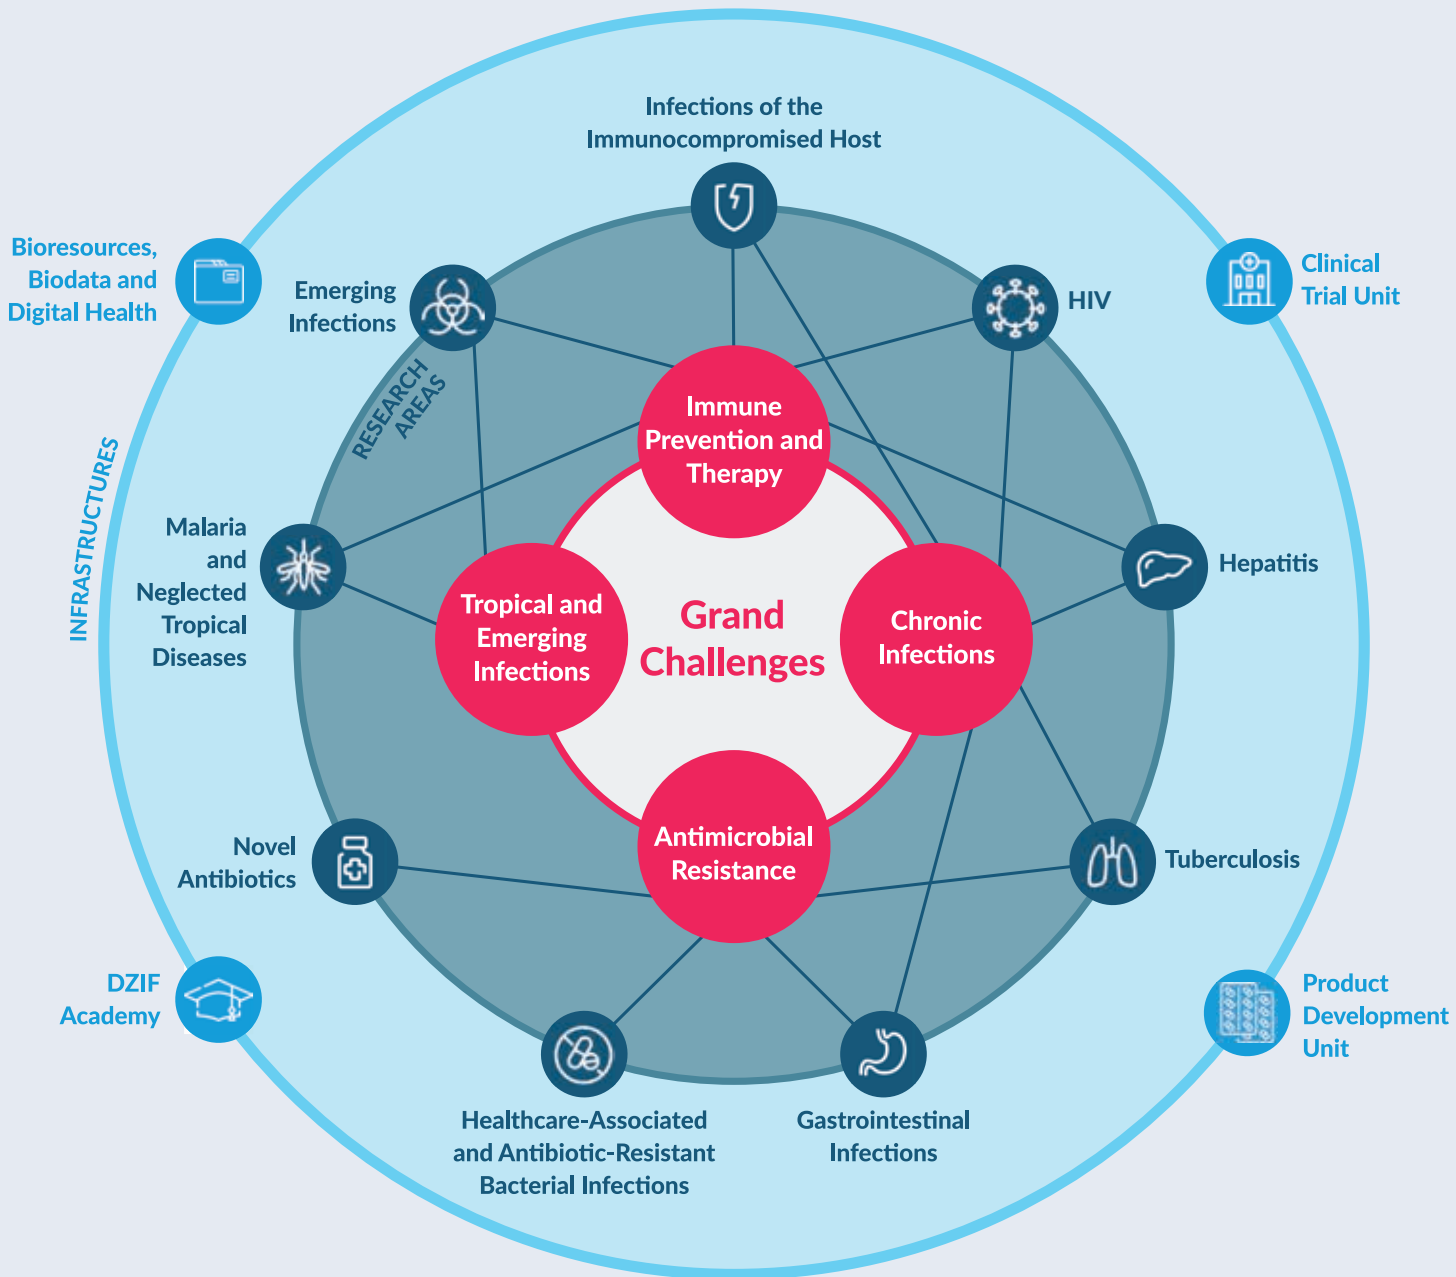 Infections of the
Immunocompromised Host
Bioresources,
Biodata and
Digital Health
Emerging
Infections
HIV
Clinical
Trial Unit
RESEARCH
AREAS
INFRASTRUCTURES
Immune
Prevention and
Therapy
Malaria
and
Neglected
Tropical
Diseases
Tropical and
Emerging
Infections
Grand
Challenges
Chronic
Infections
Hepatitis
Novel
Antibiotics
Antimicrobial
Resistance
Tuberculosis
DZIF
Academy
Product
Development
Unit
Healthcare-Associated
and Antibiotic-Resistant
Bacterial Infections
Gastrointestinal
Infections